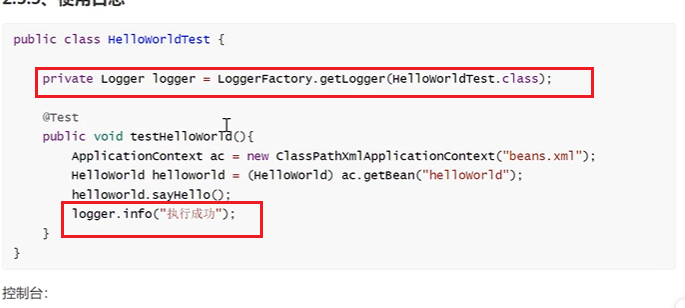 2.5.5、使用日志
public class HelloWorldTest {
private Logger logger = LoggerFactory.getLogger(HelloWorldTest.class);
@Test
public void testHelloWorld(){
ApplicationContext ac = new ClassPathXmlApplicationContext("beans.xml");
HelloWorld helloworld = (HelloWorld) ac.getBean("helloWorld");
helloworld.sayHello();
logger.info("执行成功");
}
}
控制台: